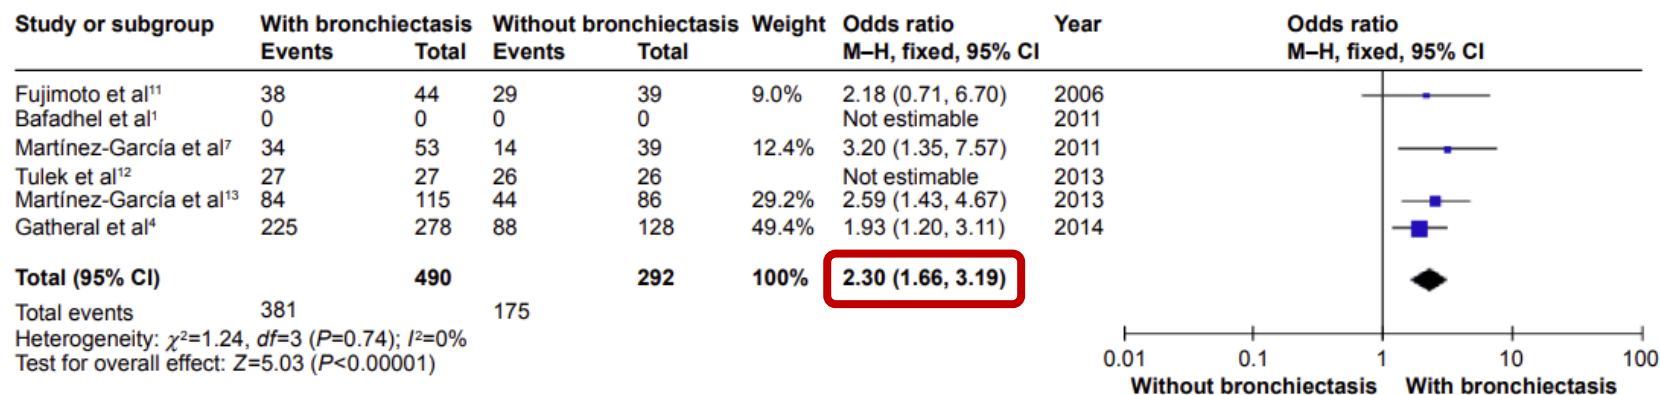 Study or subgroup With bronchiectasis Without bronchiectasis Weight Odds ratio Year Odds ratio
Events Total Events Total M–H, fixed, 95% CI M–H, fixed, 95% CI
Fujimoto et al¹¹ 38 44 29 39 9.0% 2.18 (0.71, 6.70) 2006
Bafadhel et al¹ 0 0 0 0 Not estimable 2011
Martínez-García et al⁷ 34 53 14 39 12.4% 3.20 (1.35, 7.57) 2011
Tulek et al¹² 27 27 26 26 Not estimable 2013
Martínez-García et al¹³ 84 115 44 86 29.2% 2.59 (1.43, 4.67) 2013
Gatheral et al⁴ 225 278 88 128 49.4% 1.93 (1.20, 3.11) 2014
Total (95% CI) 490 292 100% 2.30 (1.66, 3.19)
Total events 381 175
Heterogeneity: χ²=1.24, df=3 (P=0.74); I²=0%
Test for overall effect: Z=5.03 (P<0.00001)
0.01 0.1 1 10 100
Without bronchiectasis With bronchiectasis